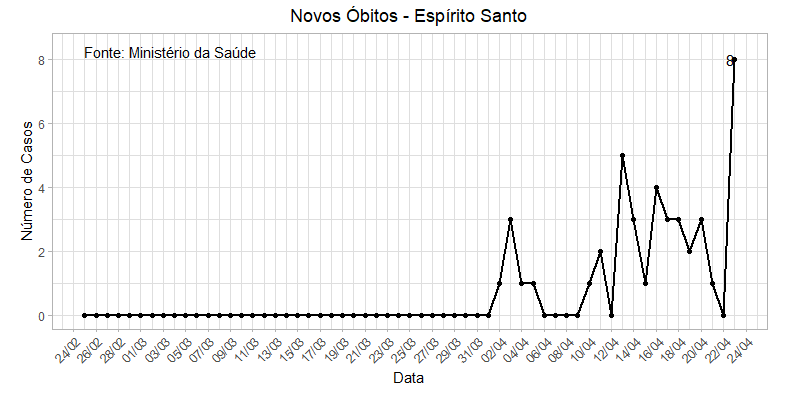 Novos Óbitos - Espírito Santo
Fonte: Ministério da Saúde
8
8
6
4
2
0
Número de Casos
24/02 26/02 28/02 01/03 03/03 05/03 07/03 09/03 11/03 13/03 15/03 17/03 19/03 21/03 23/03 25/03 27/03 29/03 31/03 02/04 04/04 06/04 08/04 10/04 12/04 14/04 16/04 18/04 20/04 22/04 24/04
Data